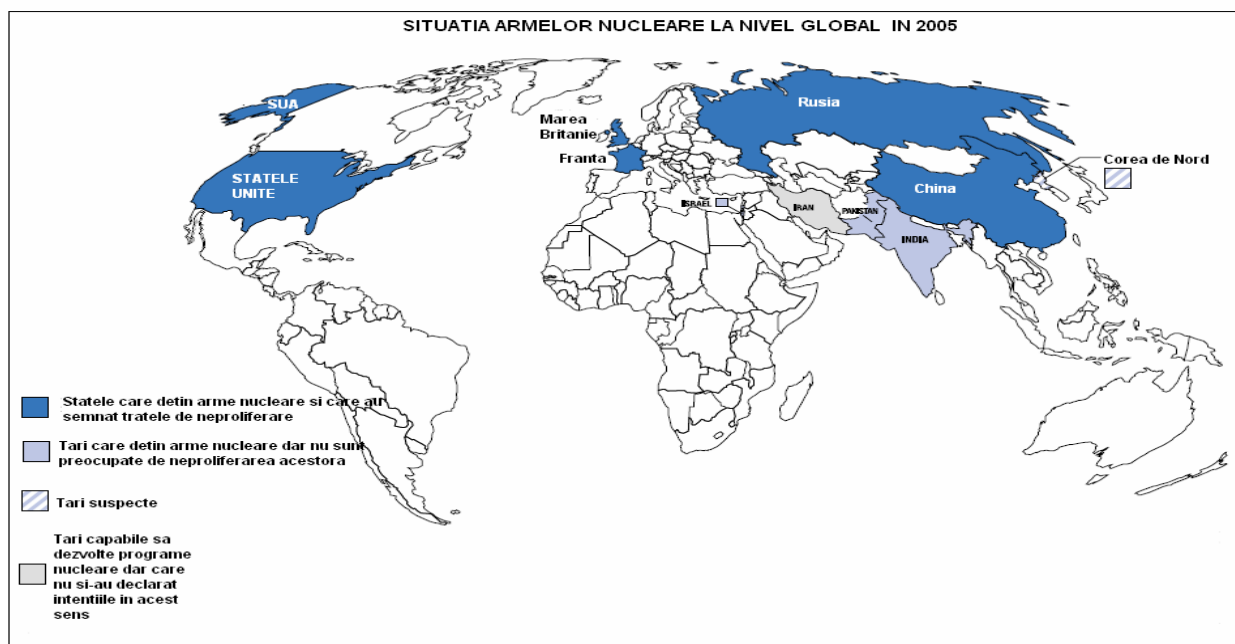 SITUATIA ARMELOR NUCLEARE LA NIVEL GLOBAL IN 2005
SUA
Rusia
Marea
Britanie
Franta
Corea de Nord
STATELE
UNITE
China
IISRAEL
IRAN
PAKISTAN
INDIA
Statele care detin arme nucleare si care au
semnat tratele de neproliferare
Tari care detin arme nucleare dar nu sunt
preocupate de neproliferarea acestora
Tari suspecte
Tari capabile sa
dezvolte programe
nucleare dar care
nu si-au declarat
intentiile in acest
sens